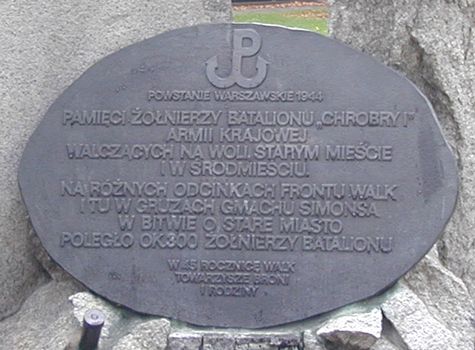 POWSTANIE WARSZAWSKIE 1944
PAMIĘCI ŻOŁNIERZY BATALIONU „CHROBRY I"
ARMII KRAJOWEJ
WALCZĄCYCH NA WOLI, STARYM MIEŚCIE
I W ŚRÓDMIEŚCIU.
NA RÓŻNYCH ODCINKACH FRONTU WALK
I TU W GRUZACH GMACHU SIMONSA
W BITWIE O STARE MIASTO
POLEGŁO OK. 300 ŻOŁNIERZY BATALIONU
W 45 ROCZNICĘ WALK
TOWARZYSZE BRONI
I RODZINY